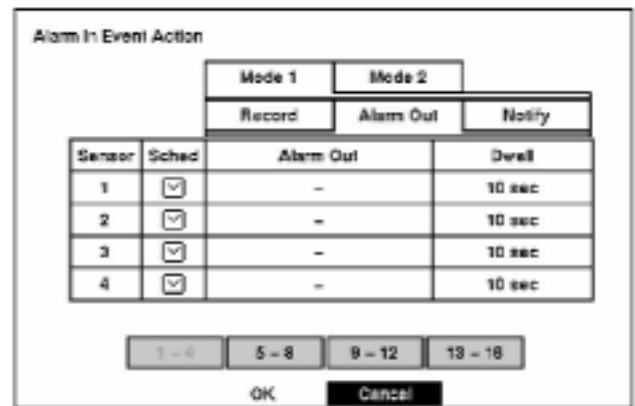 Alarm In Event Action
Mode 1 Mode 2
Record Alarm Out Notify
Sensor Sched Alarm Out Dwell
1 – 10 sec
2 – 10 sec
3 – 10 sec
4 – 10 sec
1 – 4 5 – 8 9 – 12 13 – 16
OK Cancel